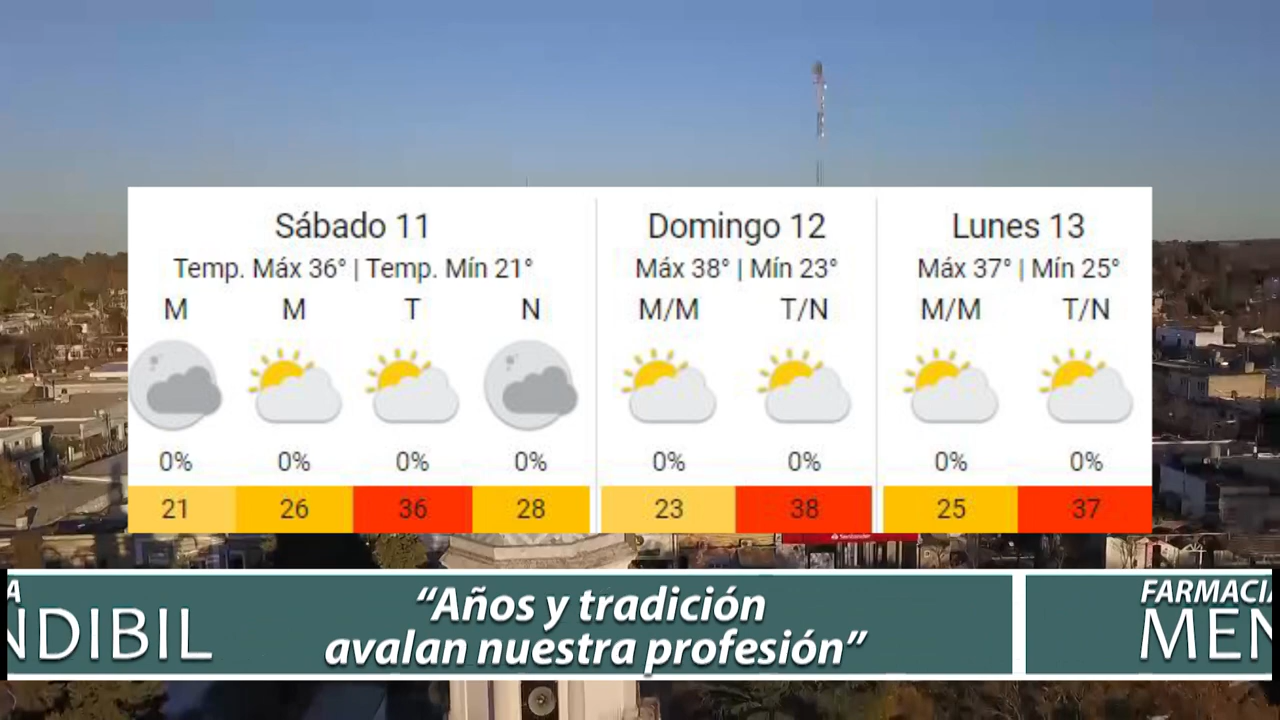 Sábado 11
Temp. Máx 36° | Temp. Mín 21°
M M T N
0% 0% 0% 0%
21 26 36 28
Domingo 12
Máx 38° | Mín 23°
M/M T/N
0% 0%
23 38
Lunes 13
Máx 37° | Mín 25°
M/M T/N
0% 0%
25 37
Santander
A
NDIBIL
“Años y tradición
avalan nuestra profesión”
FARMACIA
MEN